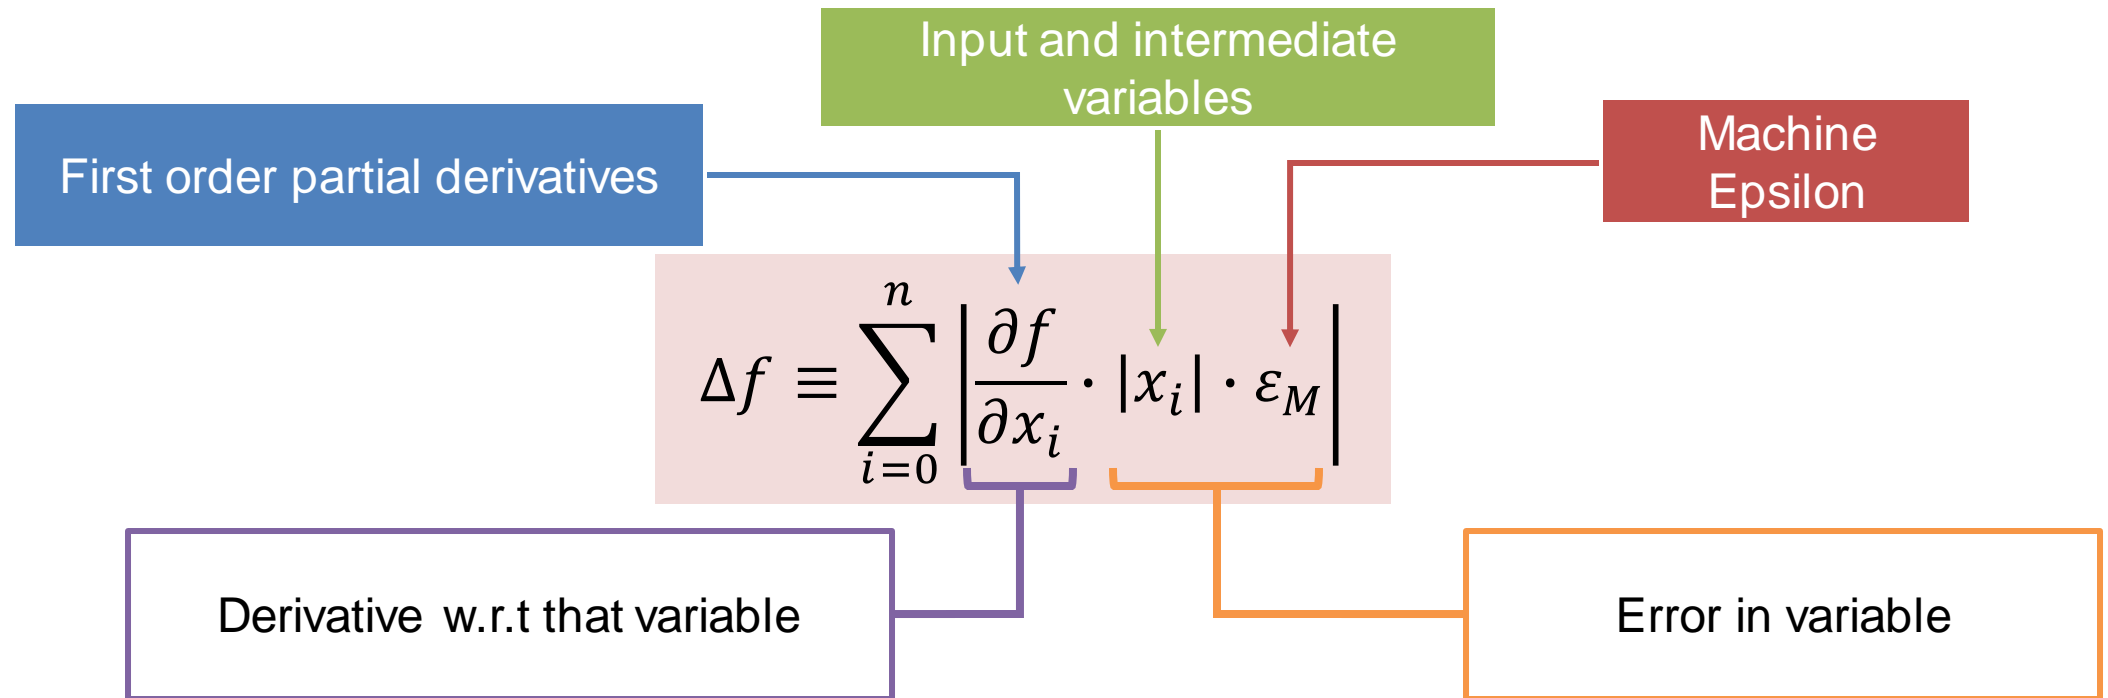 Input and intermediate
variables
First order partial derivatives
Machine
Epsilon
Δf ≡ ∑_{i=0}^{n} |∂f/∂x_i · |x_i| · ε_M|
Derivative w.r.t that variable
Error in variable